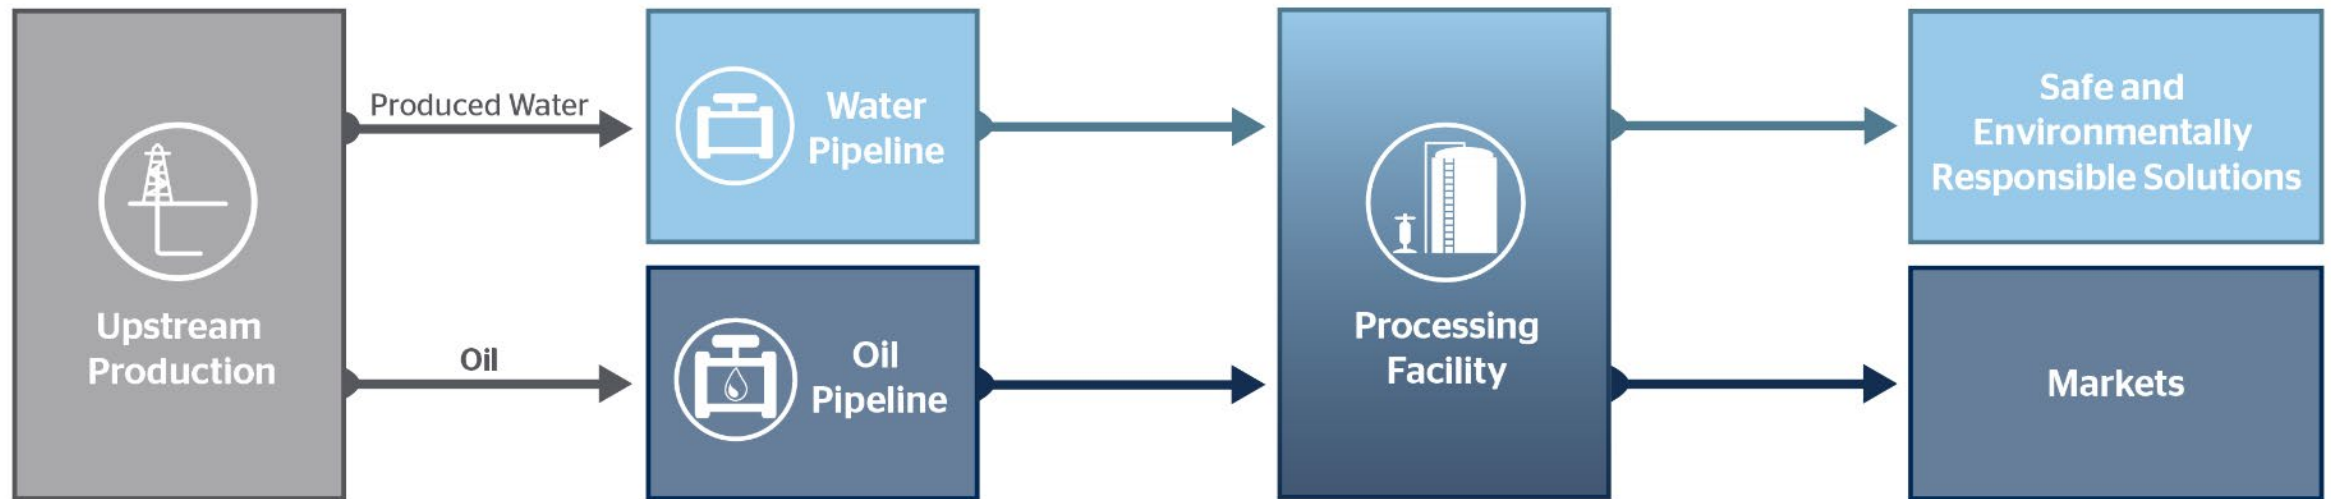 Upstream
Production
Produced Water
Oil
Water
Pipeline
Oil
Pipeline
Processing
Facility
Safe and
Environmentally
Responsible Solutions
Markets